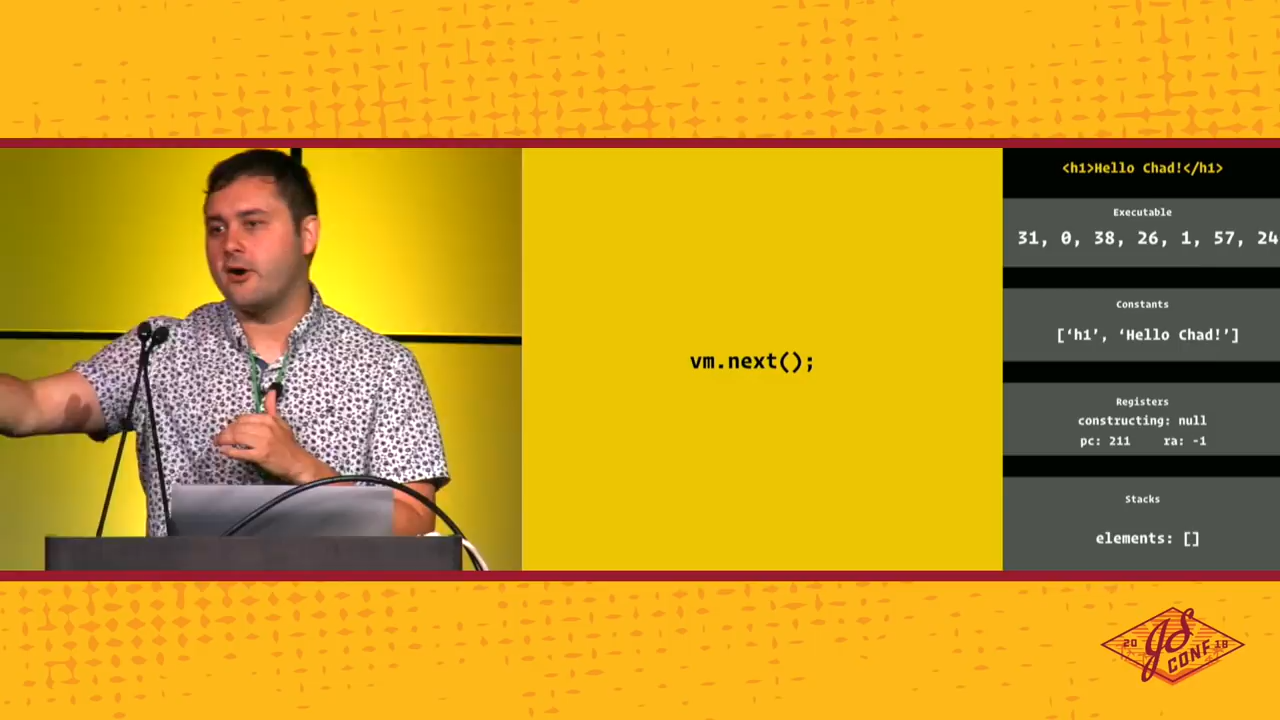 vm.next();
<h1>Hello Chad!</h1>
Executable
31, 0, 38, 26, 1, 57, 24
Constants
[‘h1’, ‘Hello Chad!’]
Registers
constructing: null
pc: 211 ra: -1
Stacks
elements: []
20 JS CONF 18